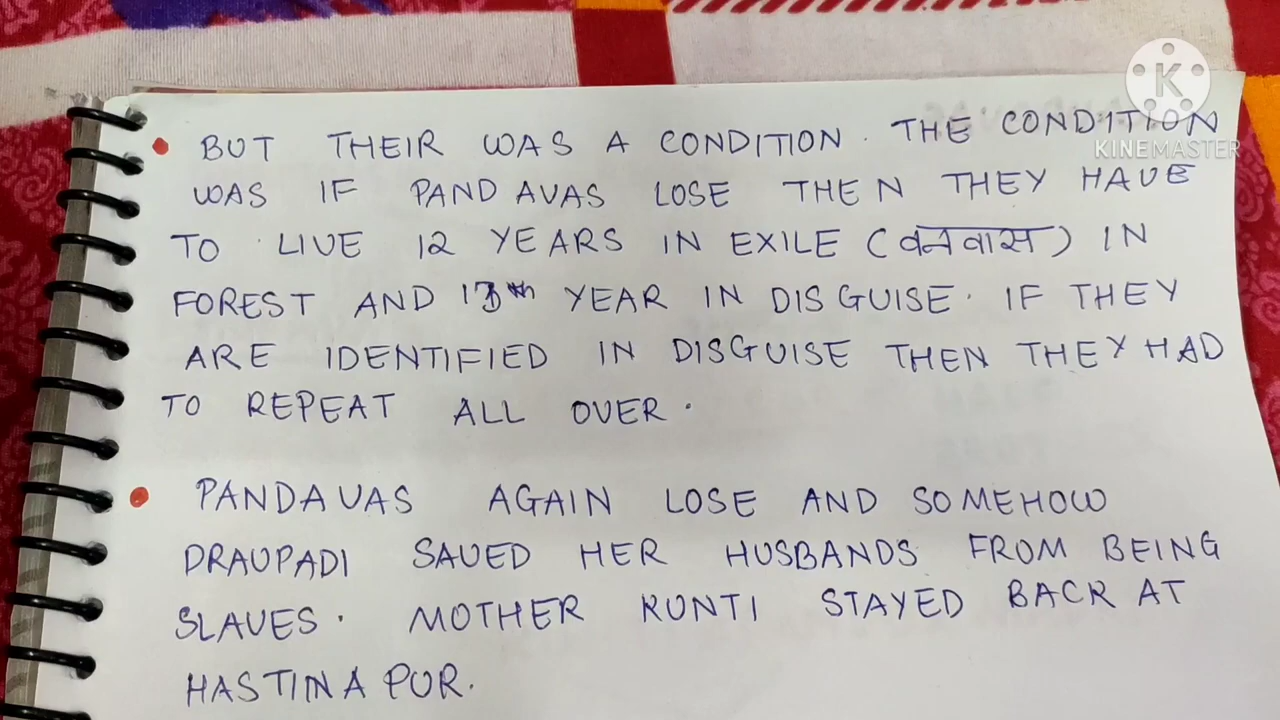 BUT THEIR WAS A CONDITION. THE CONDITION
WAS IF PANDAVAS LOSE THEN THEY HAVE
TO LIVE 12 YEARS IN EXILE (वनवास) IN
FOREST AND 13th YEAR IN DISGUISE. IF THEY
ARE IDENTIFIED IN DISGUISE THEN THEY HAD
TO REPEAT ALL OVER.
PANDAVAS AGAIN LOSE AND SOMEHOW
DRAUPADI SAVED HER HUSBANDS FROM BEING
SLAVES. MOTHER KUNTI STAYED BACK AT
HASTINAPUR.
K
KINEMASTER